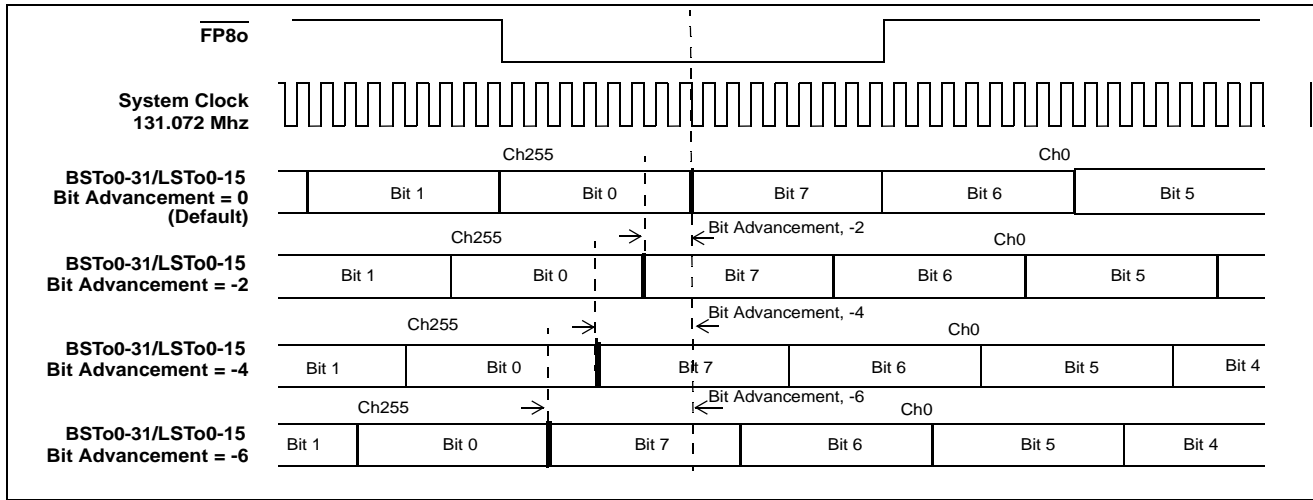 FP8o
System Clock
131.072 Mhz
Ch255 Ch0
BSTo0-31/LSTo0-15
Bit Advancement = 0
(Default)
Bit 1 Bit 0 Bit 7 Bit 6 Bit 5
Bit Advancement, -2
Ch255 Ch0
BSTo0-31/LSTo0-15
Bit Advancement = -2
Bit 1 Bit 0 Bit 7 Bit 6 Bit 5
Bit Advancement, -4
Ch255 Ch0
BSTo0-31/LSTo0-15
Bit Advancement = -4
Bit 1 Bit 0 Bit 7 Bit 6 Bit 5 Bit 4
Bit Advancement, -6
Ch255 Ch0
BSTo0-31/LSTo0-15
Bit Advancement = -6
Bit 1 Bit 0 Bit 7 Bit 6 Bit 5 Bit 4